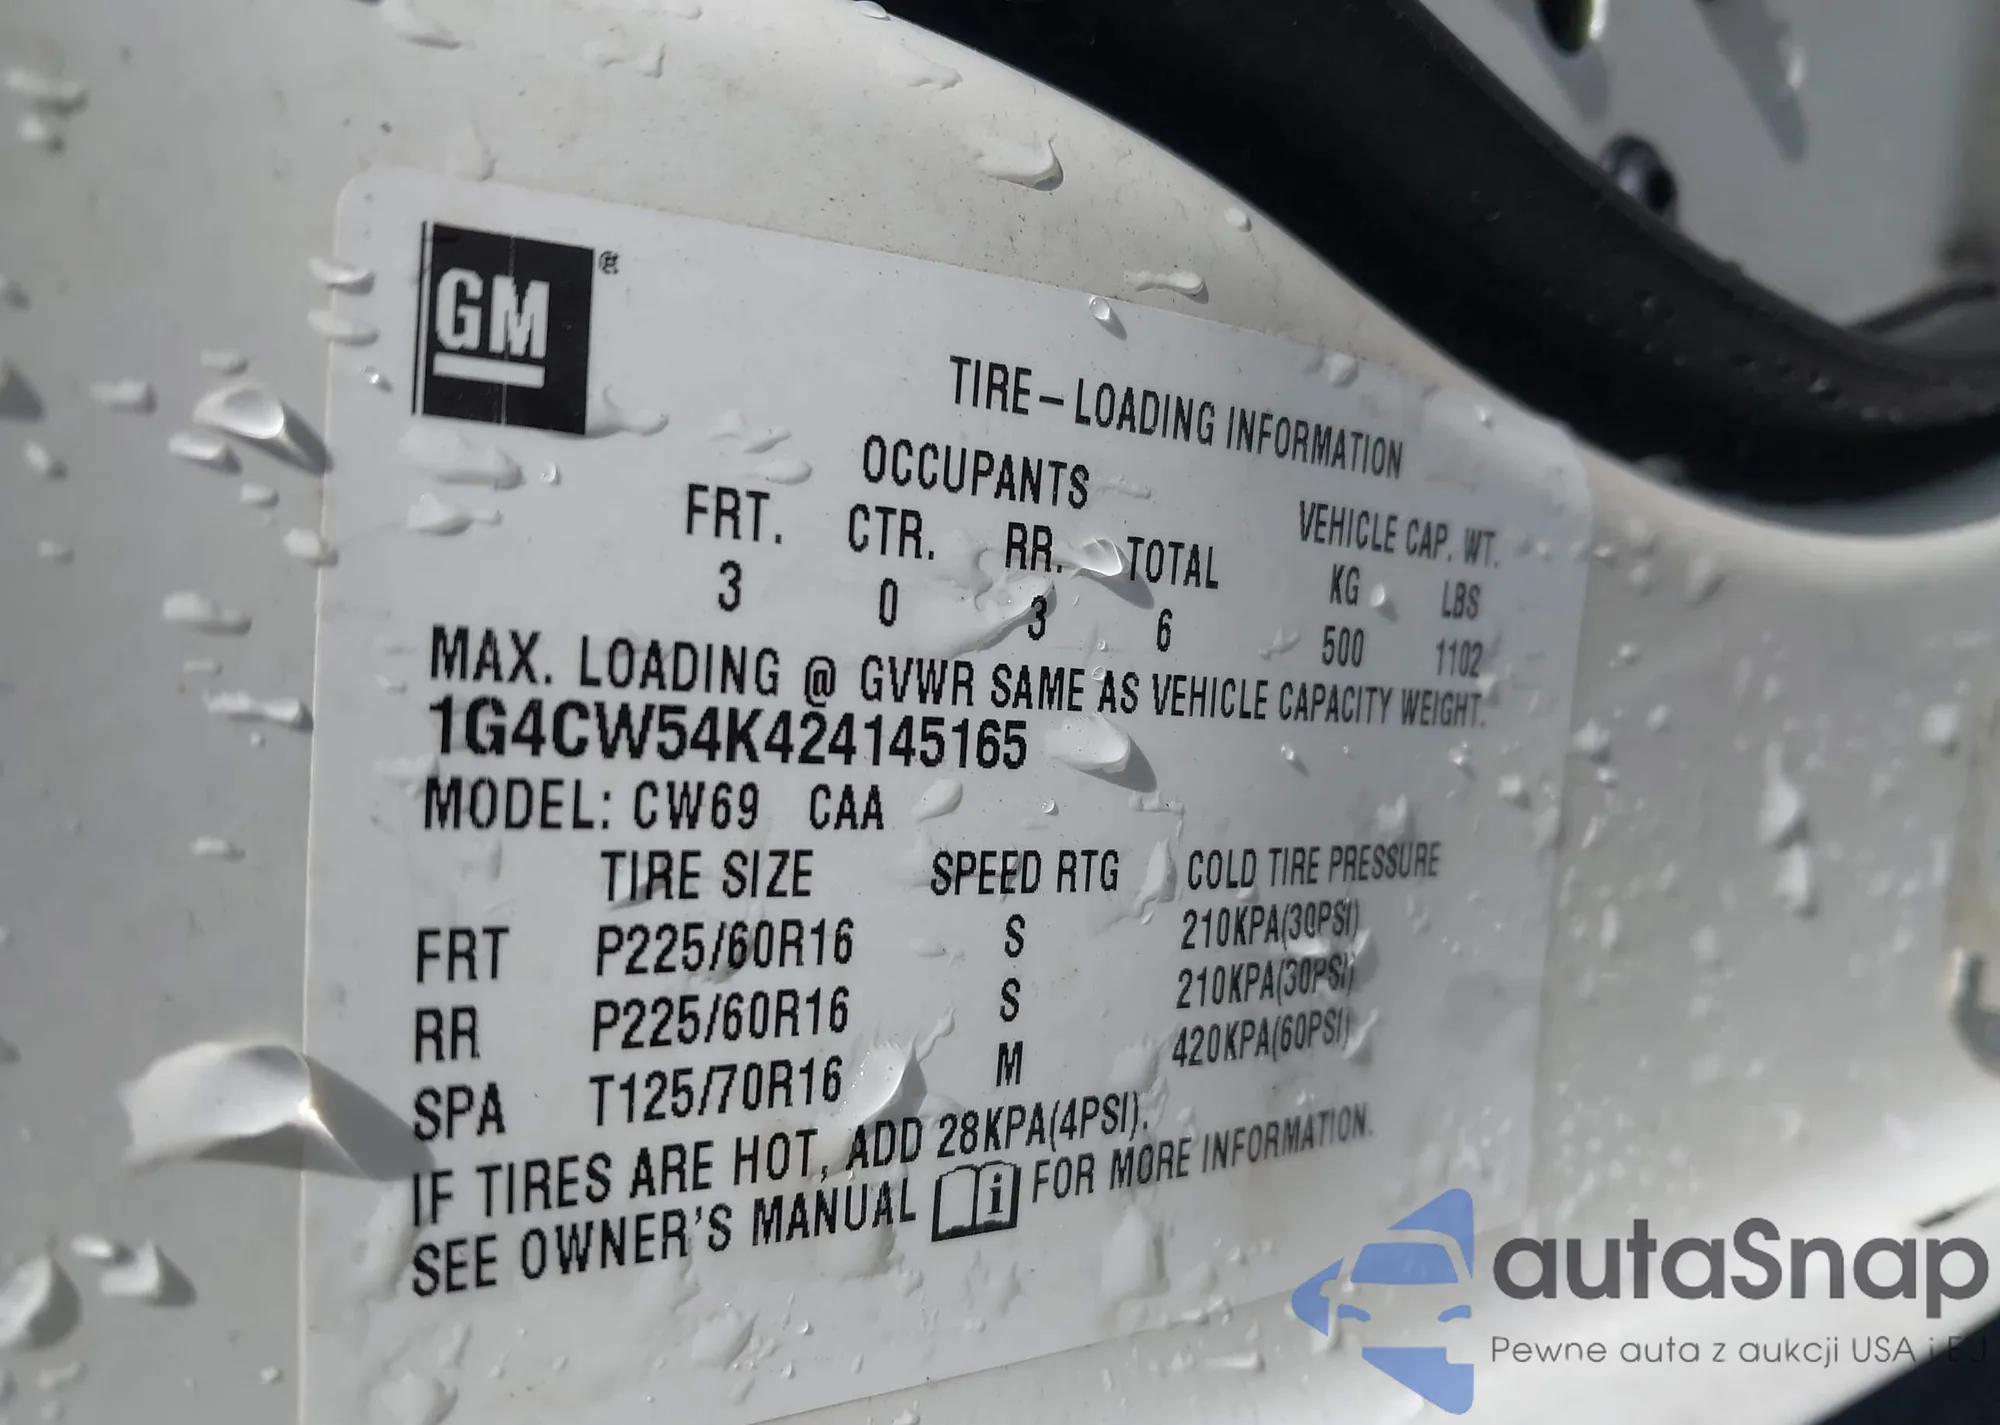 GM®
TIRE-LOADING INFORMATION
OCCUPANTS VEHICLE CAP. WT.
FRT. CTR. RR. TOTAL KG LBS
3 0 3 6 500 1102
MAX. LOADING @ GVWR SAME AS VEHICLE CAPACITY WEIGHT.
1G4CW54K424145165
MODEL: CW69 CAA
TIRE SIZE SPEED RTG COLD TIRE PRESSURE
FRT P225/60R16 S 210KPA(30PSI)
RR P225/60R16 S 210KPA(30PSI)
SPA T125/70R16 M 420KPA(60PSI)
IF TIRES ARE HOT, ADD 28KPA(4PSI).
SEE OWNER'S MANUAL i FOR MORE INFORMATION.
autaSnap
Pewne auta z aukcji USA i EU